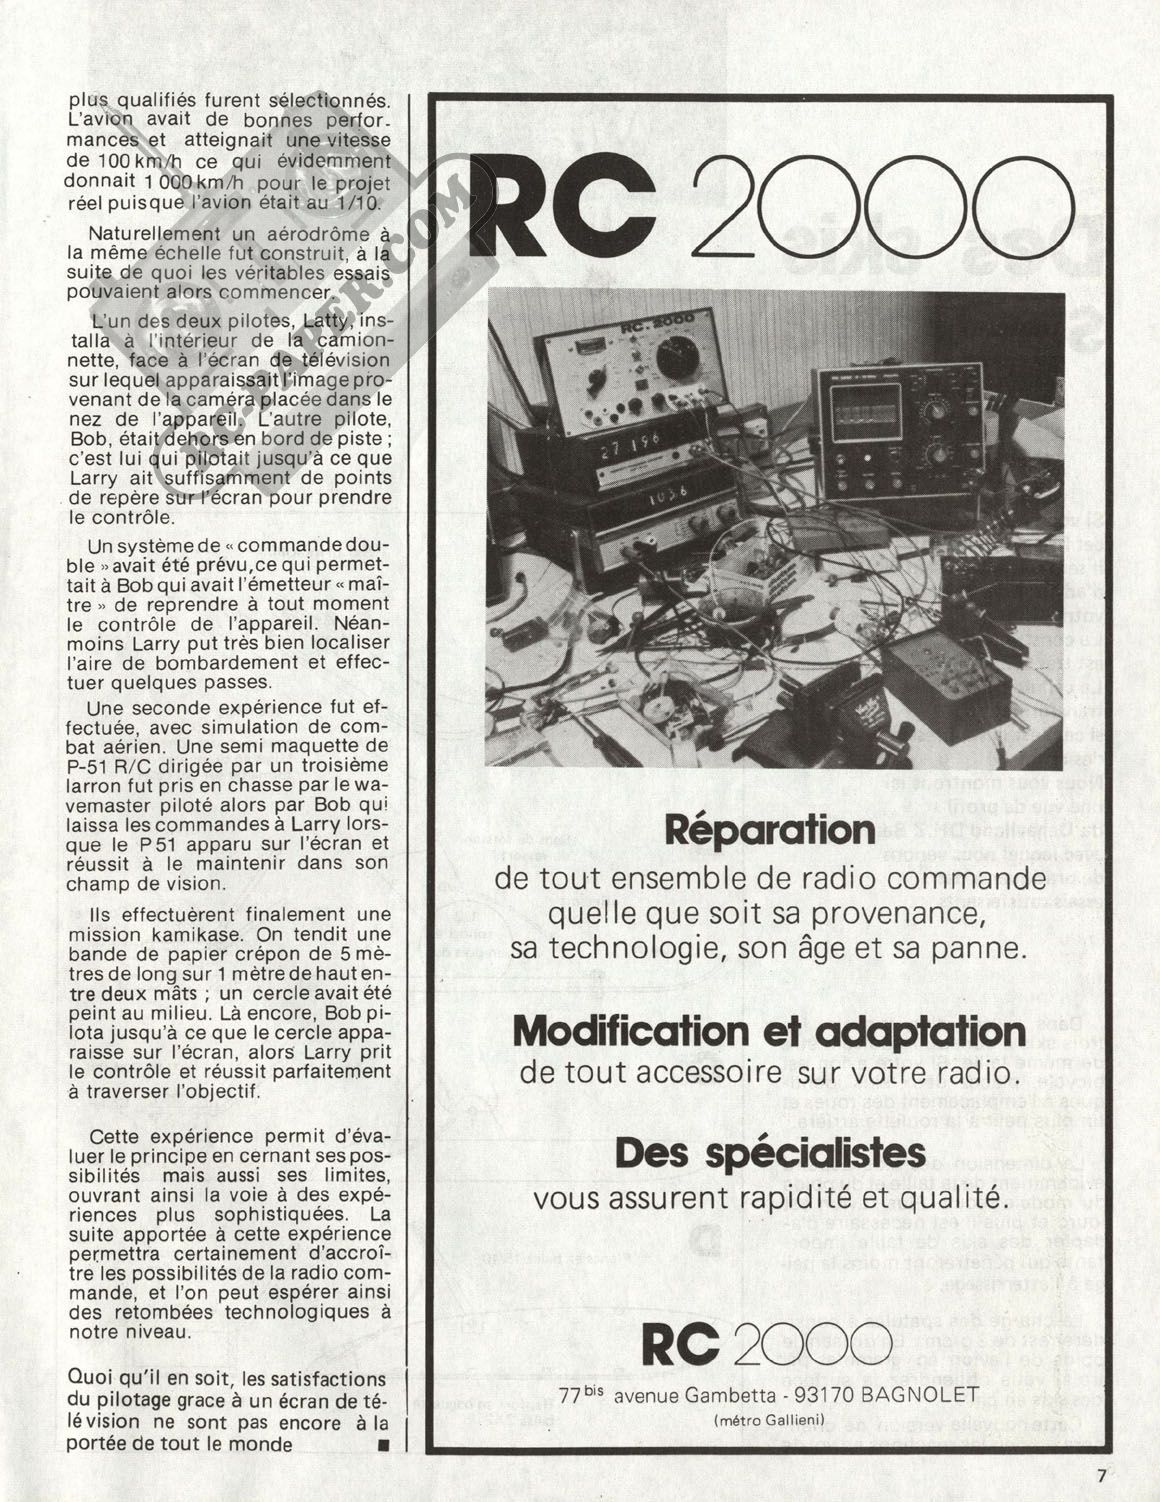 plus qualifiés furent sélectionnés.
L'avion avait de bonnes perfor-
mances et atteignait une vitesse
de 100 km/h ce qui évidemment
donnait 1 000 km/h pour le projet
réel puisque l'avion était au 1/10.
Naturellement un aérodrôme à
la même échelle fut construit, à la
suite de quoi les véritables essais
pouvaient alors commencer.
L'un des deux pilotes, Latty, ins-
talla à l'intérieur de la camion-
nette, face à l'écran de télévision
sur lequel apparaissait l'image pro-
venant de la caméra placée dans le
nez de l'appareil. L'autre pilote,
Bob, était dehors en bord de piste ;
c'est lui qui pilotait jusqu'à ce que
Larry ait suffisamment de points
de repère sur l'écran pour prendre
le contrôle.
Un système de « commande dou-
ble » avait été prévu, ce qui permet-
tait à Bob qui avait l'émetteur « maî-
tre » de reprendre à tout moment
le contrôle de l'appareil. Néan-
moins Larry put très bien localiser
l'aire de bombardement et effec-
tuer quelques passes.
Une seconde expérience fut ef-
fectuée, avec simulation de com-
bat aérien. Une semi maquette de
P-51 R/C dirigée par un troisième
larron fut pris en chasse par le wa-
vemaster piloté alors par Bob qui
laissa les commandes à Larry lors-
que le P 51 apparu sur l'écran et
réussit à le maintenir dans son
champ de vision.
Ils effectuèrent finalement une
mission kamikase. On tendit une
bande de papier crépon de 5 mè-
tres de long sur 1 mètre de haut en-
tre deux mâts ; un cercle avait été
peint au milieu. Là encore, Bob pi-
lota jusqu'à ce que le cercle appa-
raisse sur l'écran, alors Larry prit
le contrôle et réussit parfaitement
à traverser l'objectif.
Cette expérience permit d'éva-
luer le principe en cernant ses pos-
sibilités mais aussi ses limites,
ouvrant ainsi la voie à des expé-
riences plus sophistiquées. La
suite apportée à cette expérience
permettra certainement d'accroî-
tre les possibilités de la radio com-
mande, et l'on peut espérer ainsi
des retombées technologiques à
notre niveau.
Quoi qu'il en soit, les satisfactions
du pilotage grace à un écran de té-
lévision ne sont pas encore à la
portée de tout le monde ■
RC-PAPER.COM
RC 2000
RC. 2000
27 196
1036
Réparation
de tout ensemble de radio commande
quelle que soit sa provenance,
sa technologie, son âge et sa panne.
Modification et adaptation
de tout accessoire sur votre radio.
Des spécialistes
vous assurent rapidité et qualité.
RC 2000
77 bis avenue Gambetta - 93170 BAGNOLET
(métro Gallieni)
7